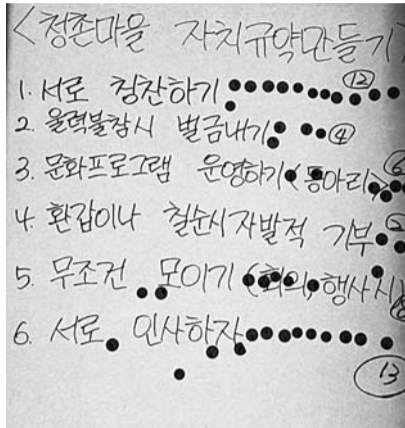 <청존마을 자치규약만들기>
1. 서로 칭찬하기 ⑫
2. 울력불참시 벌금내기 ④
3. 문화프로그램 운영하기 (동아리) ⑥
4. 환갑이나 칠순시 자발적 기부
5. 무조건 모이기 (회의, 행사시)
6. 서로 인사하자
13